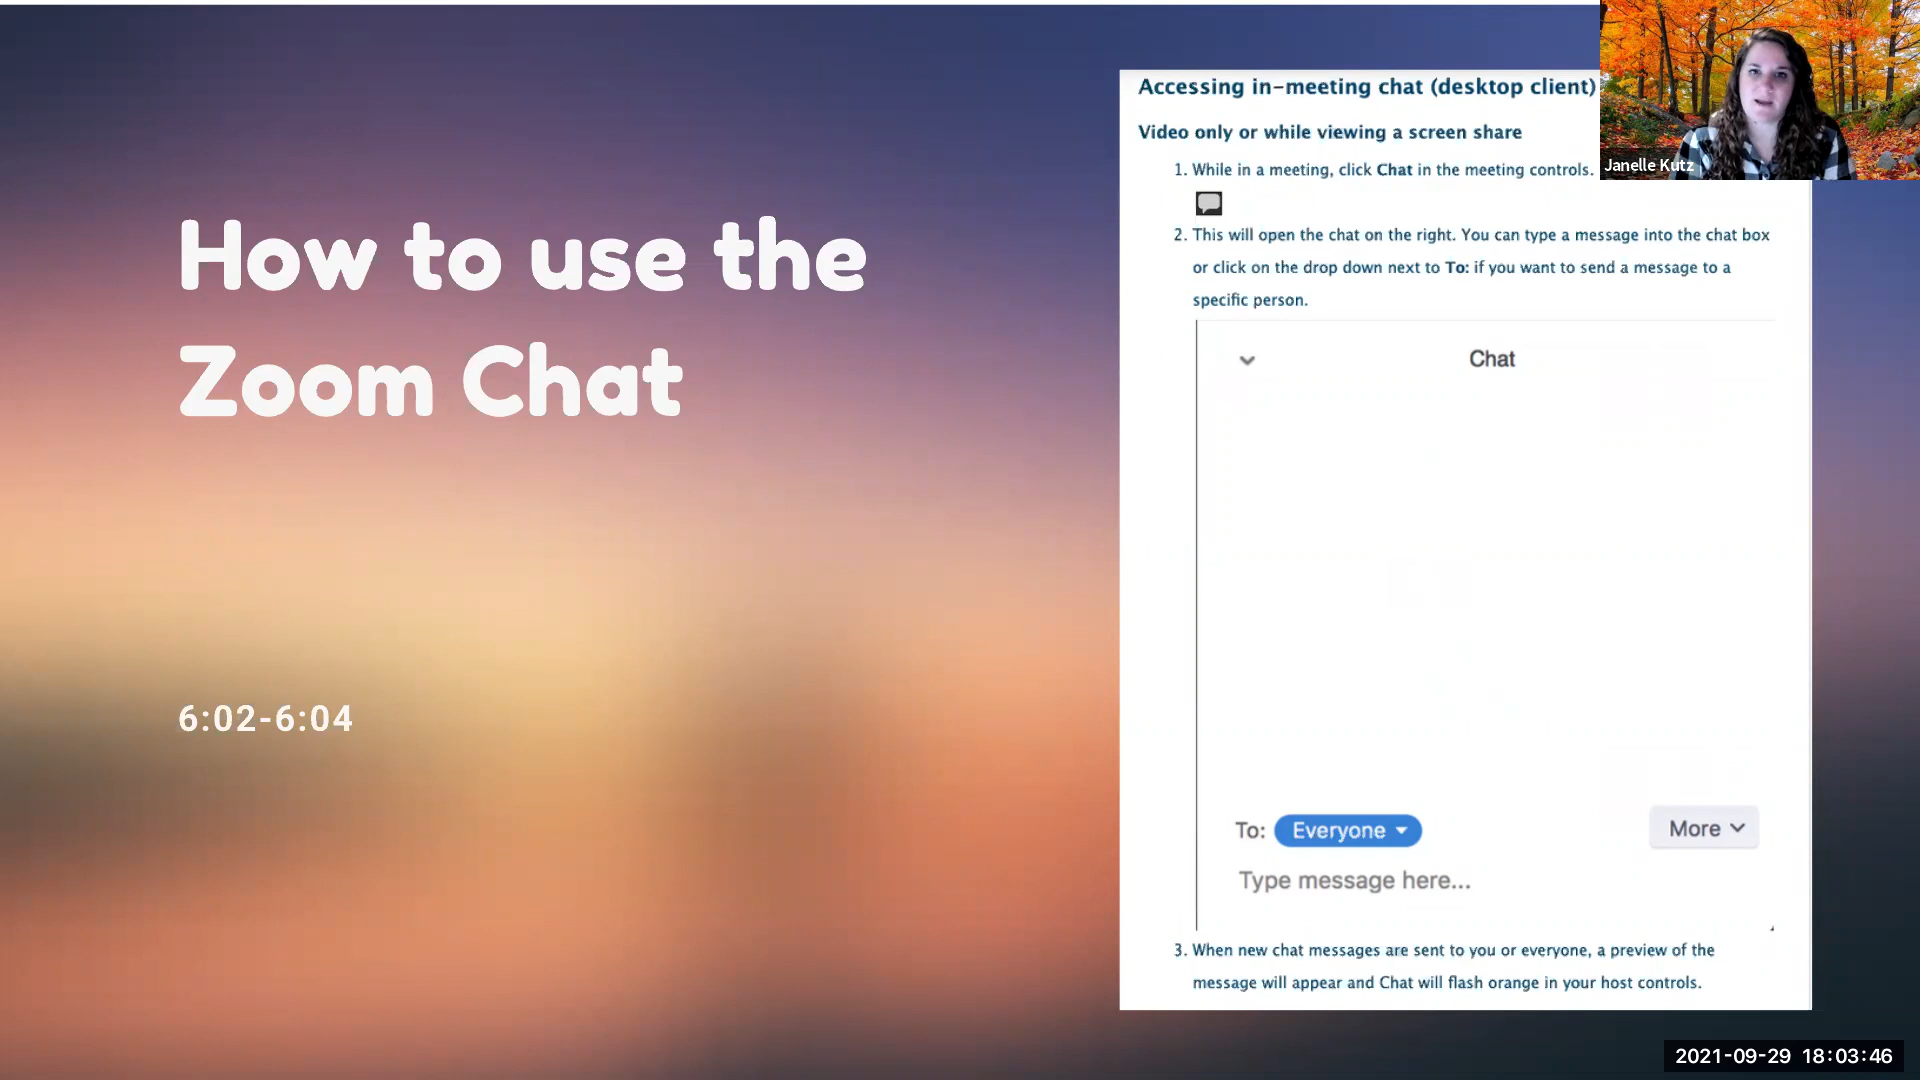 How to use the
Zoom Chat
6:02-6:04
Accessing in-meeting chat (desktop client)
Video only or while viewing a screen share
1. While in a meeting, click Chat in the meeting controls.
2. This will open the chat on the right. You can type a message into the chat box
or click on the drop down next to To: if you want to send a message to a
specific person.
Chat
To: Everyone
More
Type message here...
3. When new chat messages are sent to you or everyone, a preview of the
message will appear and Chat will flash orange in your host controls.
Janelle Kutz
2021-09-29 18:03:46